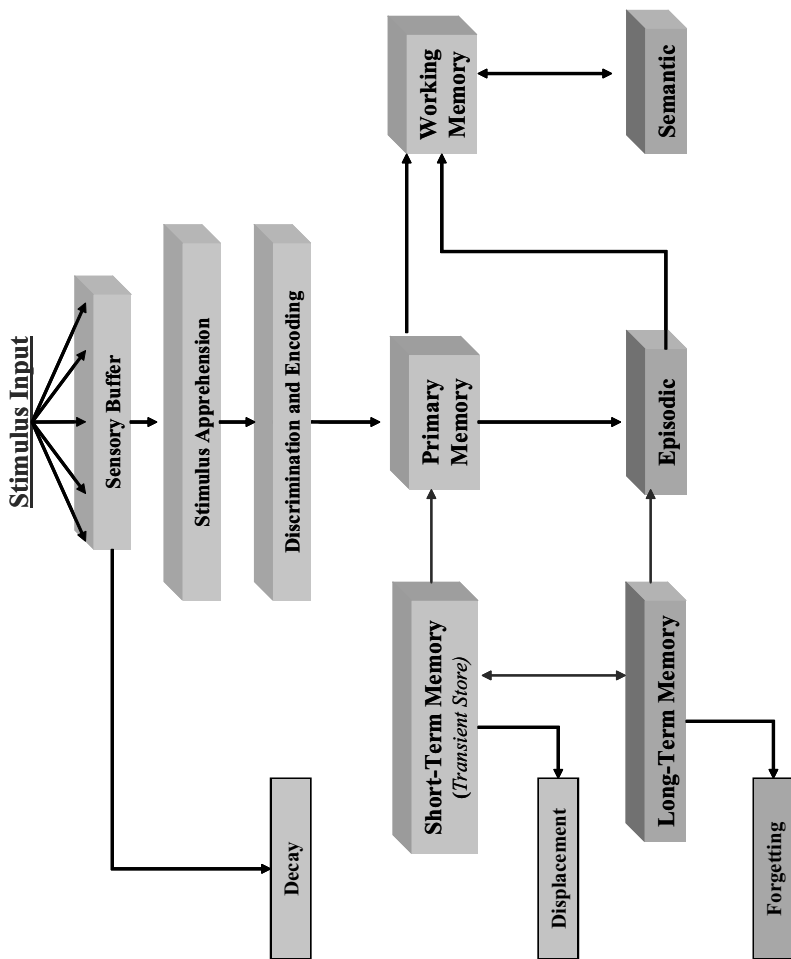 Stimulus Input
Sensory Buffer
Stimulus Apprehension
Discrimination and Encoding
Decay
Short-Term Memory
(Transient Store)
Primary
Memory
Working
Memory
Displacement
Long-Term Memory
Episodic
Semantic
Forgetting